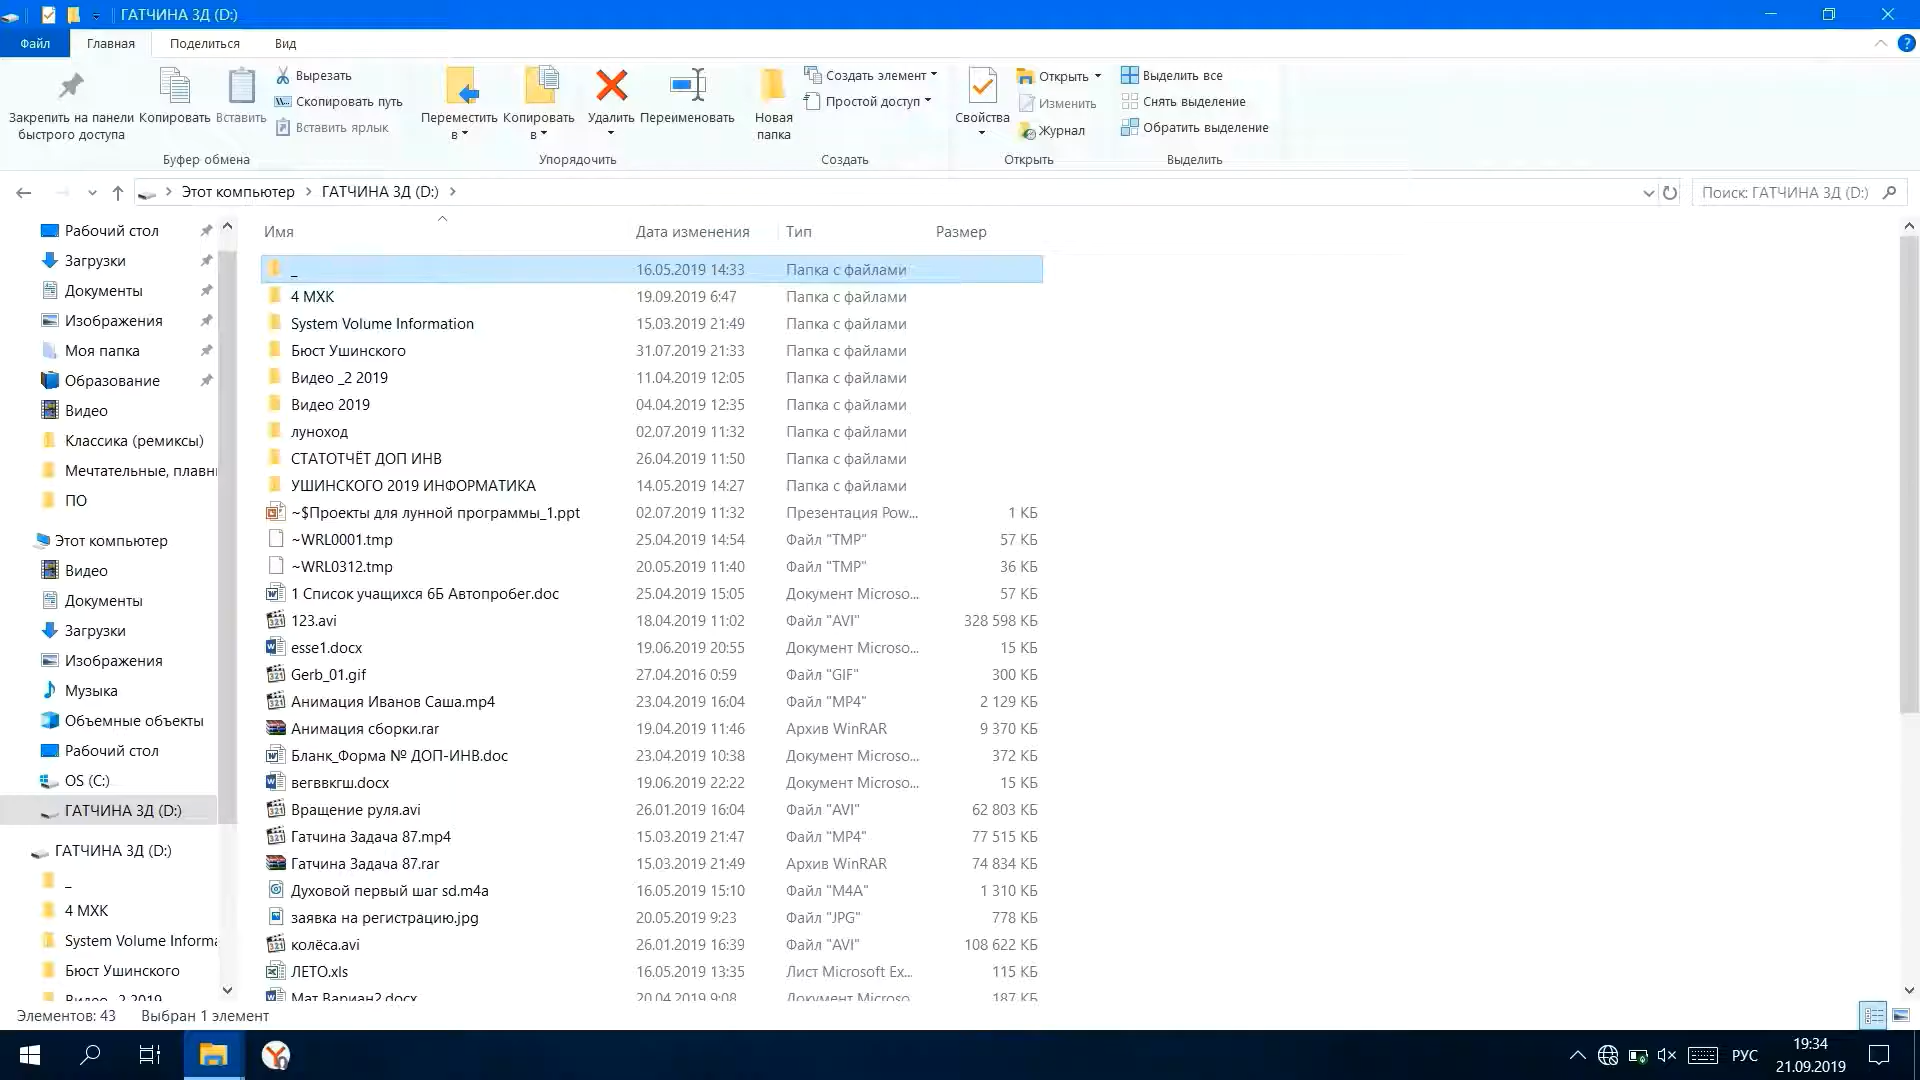 ГАТЧИНА 3Д (D:)
Файл
Главная
Поделиться
Вид
Закрепить на панели быстрого доступа
Копировать
Вставить
Вырезать
Скопировать путь
Вставить ярлык
Буфер обмена
Переместить в
Копировать в
Удалить
Переименовать
Упорядочить
Новая папка
Создать элемент
Простой доступ
Создать
Свойства
Открыть
Изменить
Журнал
Открыть
Выделить все
Снять выделение
Обратить выделение
Выделить
Этот компьютер > ГАТЧИНА 3Д (D:) >
Поиск: ГАТЧИНА 3Д (D:)
Рабочий стол
Загрузки
Документы
Изображения
Моя папка
Образование
Видео
Классика (ремиксы)
Мечтательные, плавн
ПО
Этот компьютер
Видео
Документы
Загрузки
Изображения
Музыка
Объемные объекты
Рабочий стол
OS (C:)
ГАТЧИНА 3Д (D:)
ГАТЧИНА 3Д (D:)
_
4 МХК
System Volume Informa
Бюст Ушинского
Видео _2 2019
Имя Дата изменения Тип Размер
_ 16.05.2019 14:33 Папка с файлами
4 МХК 19.09.2019 6:47 Папка с файлами
System Volume Information 15.03.2019 21:49 Папка с файлами
Бюст Ушинского 31.07.2019 21:33 Папка с файлами
Видео _2 2019 11.04.2019 12:05 Папка с файлами
Видео 2019 04.04.2019 12:35 Папка с файлами
луноход 02.07.2019 11:32 Папка с файлами
СТАТОТЧЁТ ДОП ИНВ 26.04.2019 11:50 Папка с файлами
УШИНСКОГО 2019 ИНФОРМАТИКА 14.05.2019 14:27 Папка с файлами
~$Проекты для лунной программы_1.ppt 02.07.2019 11:32 Презентация Pow... 1 КБ
~WRL0001.tmp 25.04.2019 14:54 Файл "TMP" 57 КБ
~WRL0312.tmp 20.05.2019 11:40 Файл "TMP" 36 КБ
1 Список учащихся 6Б Автопробег.doc 25.04.2019 15:05 Документ Microso... 57 КБ
123.avi 18.04.2019 11:02 Файл "AVI" 328 598 КБ
esse1.docx 19.06.2019 20:55 Документ Microso... 15 КБ
Gerb_01.gif 27.04.2016 0:59 Файл "GIF" 300 КБ
Анимация Иванов Саша.mp4 23.04.2019 16:04 Файл "MP4" 2 129 КБ
Анимация сборки.rar 19.04.2019 11:46 Архив WinRAR 9 370 КБ
Бланк_Форма № ДОП-ИНВ.doc 23.04.2019 10:38 Документ Microso... 372 КБ
вегввкгш.docx 19.06.2019 22:22 Документ Microso... 15 КБ
Вращение руля.avi 26.01.2019 16:04 Файл "AVI" 62 803 КБ
Гатчина Задача 87.mp4 15.03.2019 21:47 Файл "MP4" 77 515 КБ
Гатчина Задача 87.rar 15.03.2019 21:49 Архив WinRAR 74 834 КБ
Духовой первый шаг sd.m4a 16.05.2019 15:10 Файл "M4A" 1 310 КБ
заявка на регистрацию.jpg 20.05.2019 9:23 Файл "JPG" 778 КБ
колёса.avi 26.01.2019 16:39 Файл "AVI" 108 622 КБ
ЛЕТО.xls 16.05.2019 13:35 Лист Microsoft Ex... 115 КБ
Мат Вариан2.docx 20.04.2019 9:08 Документ Microso... 187 КБ
Элементов: 43 Выбран 1 элемент
РУС
19:34
21.09.2019